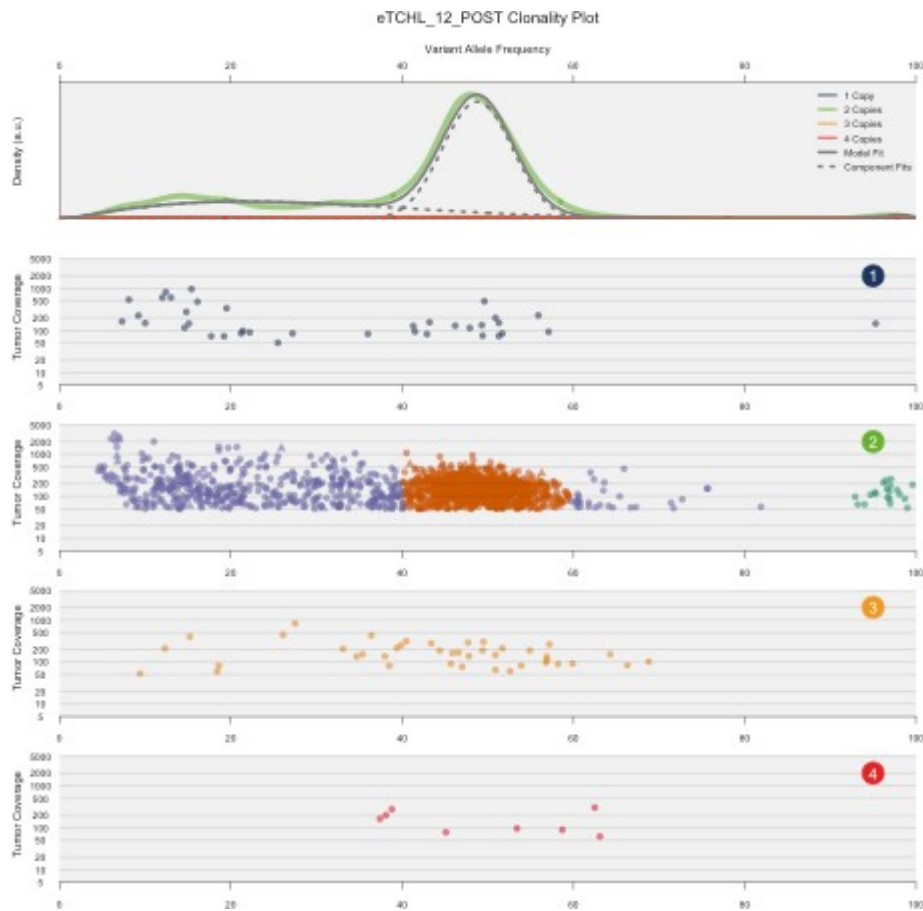 eTCHL_12_POST Clonality Plot
Variant Allele Frequency
0 20 40 60 80 100
Density (a.u.)
1 Copy
2 Copies
3 Copies
4 Copies
Model Fit
Component Fits
Tumor Coverage
5000
2000
1000
500
200
100
50
20
10
5
1
0 20 40 60 80 100
Tumor Coverage
5000
2000
1000
500
200
100
50
20
10
5
2
0 20 40 60 80 100
Tumor Coverage
5000
2000
1000
500
200
100
50
20
10
5
3
0 20 40 60 80 100
Tumor Coverage
5000
2000
1000
500
200
100
50
20
10
5
4
0 20 40 60 80 100